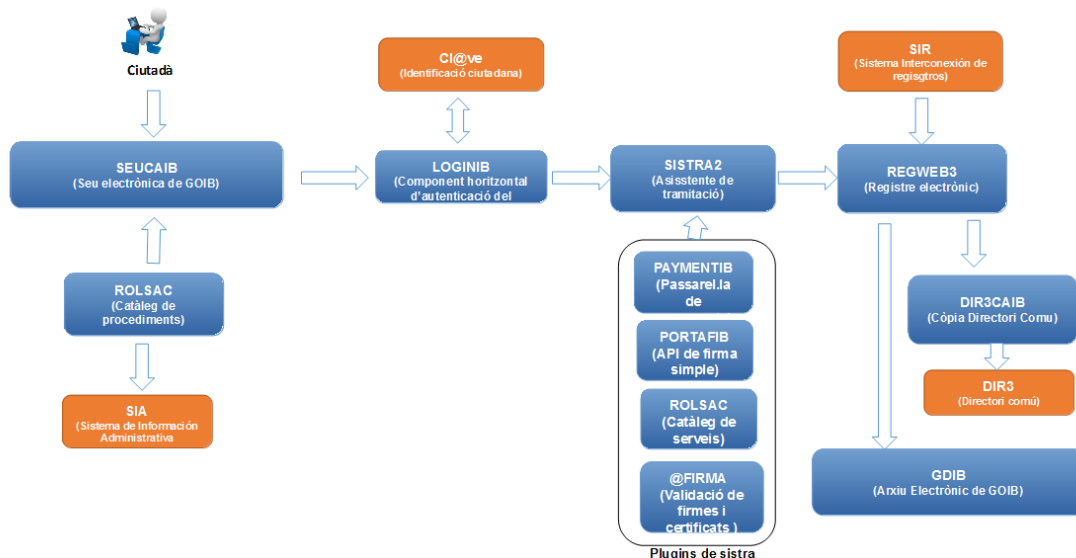 Ciutadà
CI@ve
(Identificació ciutadana)
SIR
(Sistema Interconexión de
regisgtros)
SEUCAIB
(Seu electrònica de GOIB)
LOGINIB
(Component horitzontal
d'autenticació del
SISTRA2
(Asisstente de
tramitació)
REGWEB3
(Registre electrònic)
ROLSAC
(Catàleg de
procediments)
PAYMENTIB
(Passarel.la
de
PORTAFIB
(API de firma
simple)
ROLSAC
(Catàleg de
serveis)
@FIRMA
(Validació de
firmes i
certificats )
Plugins de sistra
DIR3CAIB
(Còpia Directori Comu)
DIR3
(Directori comú)
SIA
(Sistema de Información
Administrativa
GDIB
(Arxiu Electrónic de GOIB)